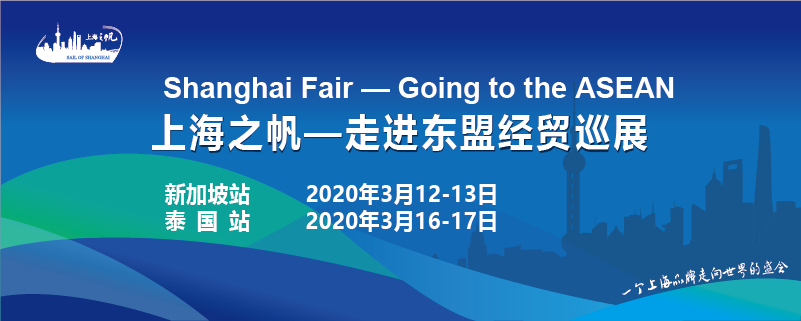 上海之帆
SAIL OF SHANGHAI
Shanghai Fair — Going to the ASEAN
上海之帆—走进东盟经贸巡展
新加坡站 2020年3月12-13日
泰国站 2020年3月16-17日
一个上海品牌走向世界的盛会